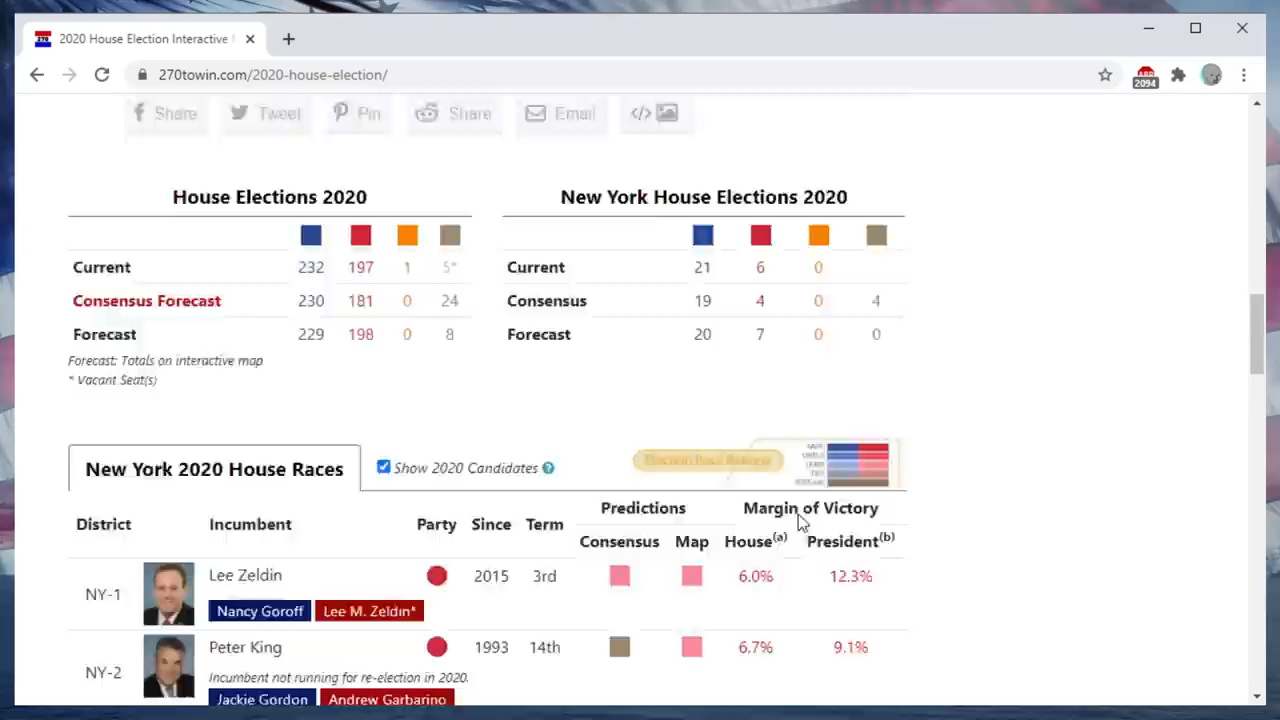 2020 House Election Interactive
270towin.com/2020-house-election/
2094
Share Tweet Pin Share Email
House Elections 2020
Current 232 197 1 5*
Consensus Forecast 230 181 0 24
Forecast 229 198 0 8
Forecast: Totals on interactive map
* Vacant Seat(s)
New York House Elections 2020
Current 21 6 0
Consensus 19 4 0 4
Forecast 20 7 0 0
New York 2020 House Races
Show 2020 Candidates ?
District Incumbent Party Since Term Predictions Margin of Victory
Consensus Map House(a) President(b)
NY-1 Lee Zeldin 2015 3rd 6.0% 12.3%
Nancy Goroff Lee M. Zeldin*
NY-2 Peter King 1993 14th 6.7% 9.1%
Incumbent not running for re-election in 2020.
Jackie Gordon Andrew Garbarino